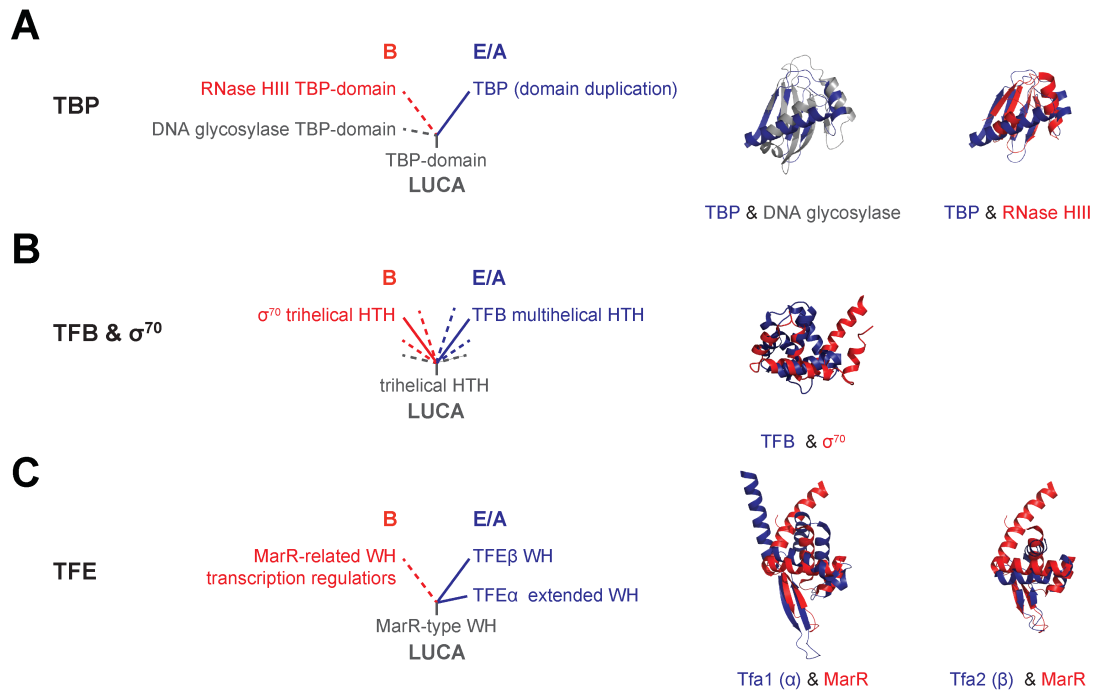 A
TBP
B
E/A
RNase HIII TBP-domain
TBP (domain duplication)
DNA glycosylase TBP-domain
TBP-domain
LUCA
TBP & DNA glycosylase
TBP & RNase HIII
B
TFB & σ⁷⁰
B
E/A
σ⁷⁰ trihelical HTH
TFB multihelical HTH
trihelical HTH
LUCA
TFB & σ⁷⁰
C
TFE
B
E/A
MarR-related WH
transcription regulatiors
TFEβ WH
TFEα extended WH
MarR-type WH
LUCA
Tfa1 (α) & MarR
Tfa2 (β) & MarR